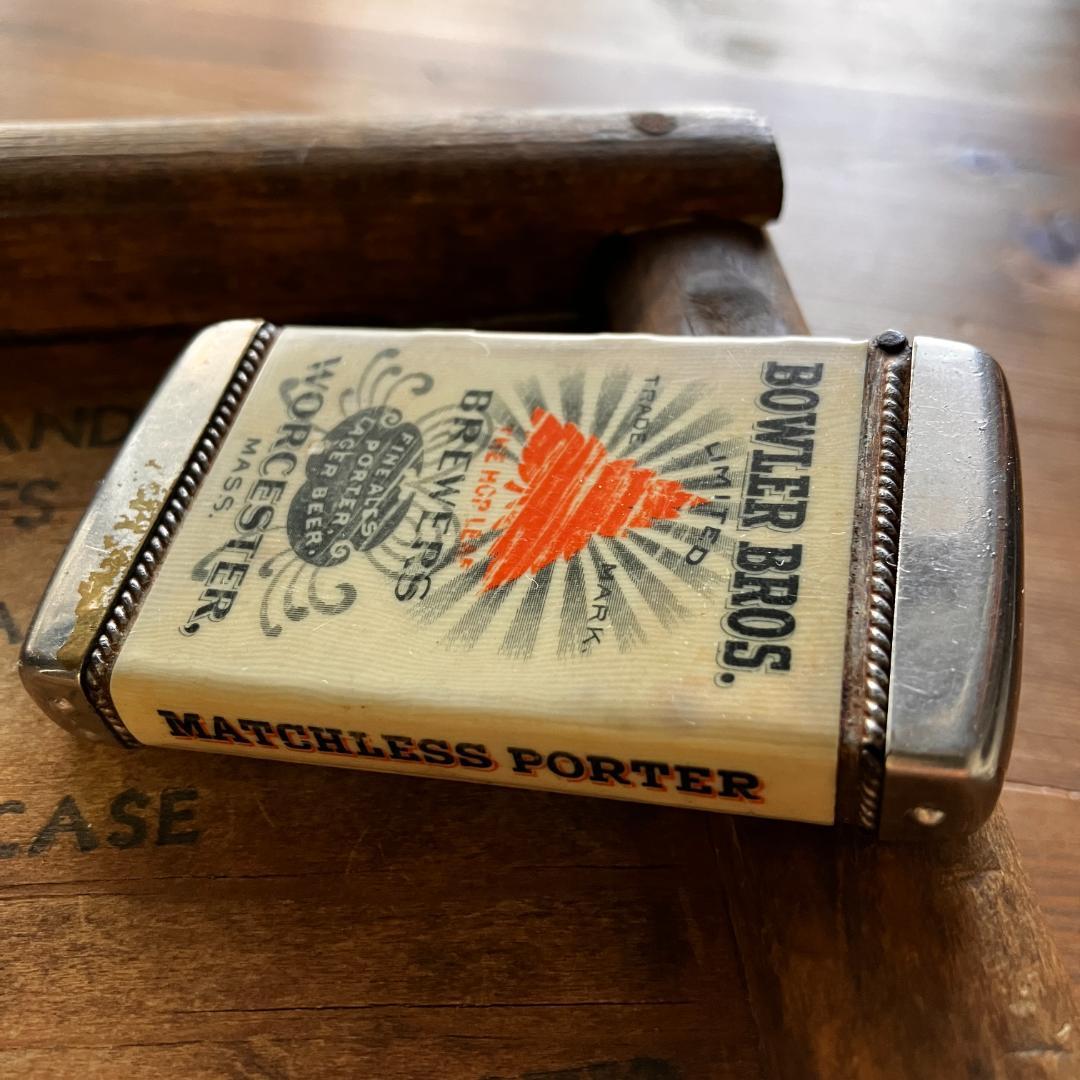 BOWLER BROS.
LIMITED
TRADE MARK.
THE HOP LEAF
BREWERS
FINE ALES
PORTER &
LAGER BEER.
WORCESTER,
MASS.
MATCHLESS PORTER
AND
CASE